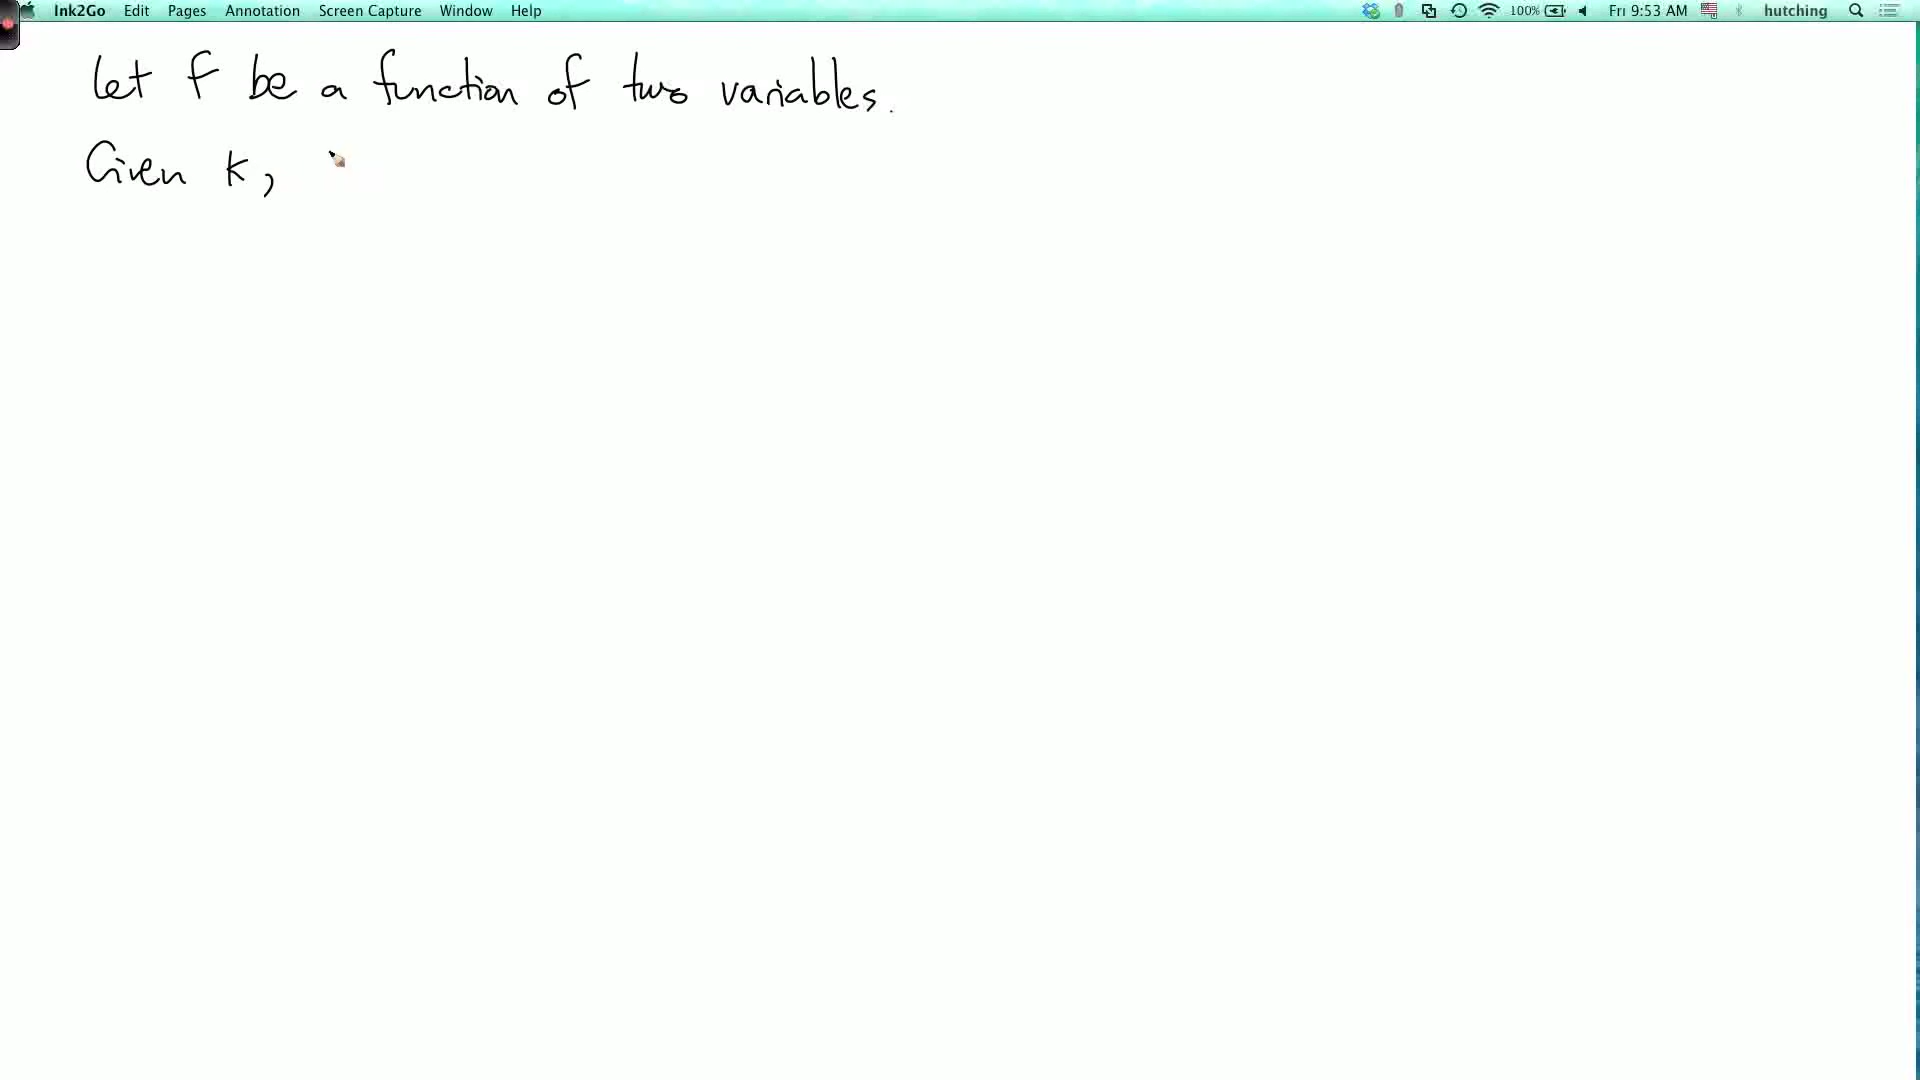 Ink2Go Edit Pages Annotation Screen Capture Window Help 100% Fri 9:53 AM hutching
Let f be a function of two variables.
Given k,